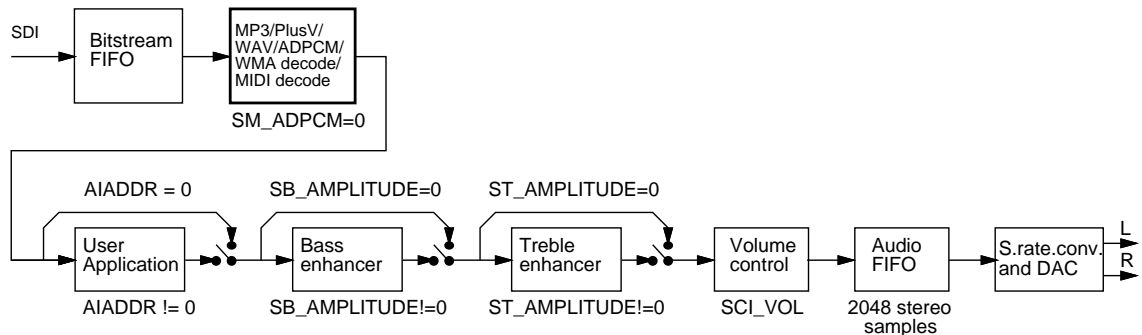 SDI
Bitstream
FIFO
MP3/PlusV/
WAV/ADPCM/
WMA decode/
MIDI decode
SM_ADPCM=0
AIADDR = 0
SB_AMPLITUDE=0
ST_AMPLITUDE=0
User
Application
Bass
enhancer
Treble
enhancer
Volume
control
Audio
FIFO
S.rate.conv.
and DAC
L
R
AIADDR != 0
SB_AMPLITUDE!=0
ST_AMPLITUDE!=0
SCI_VOL
2048 stereo
samples